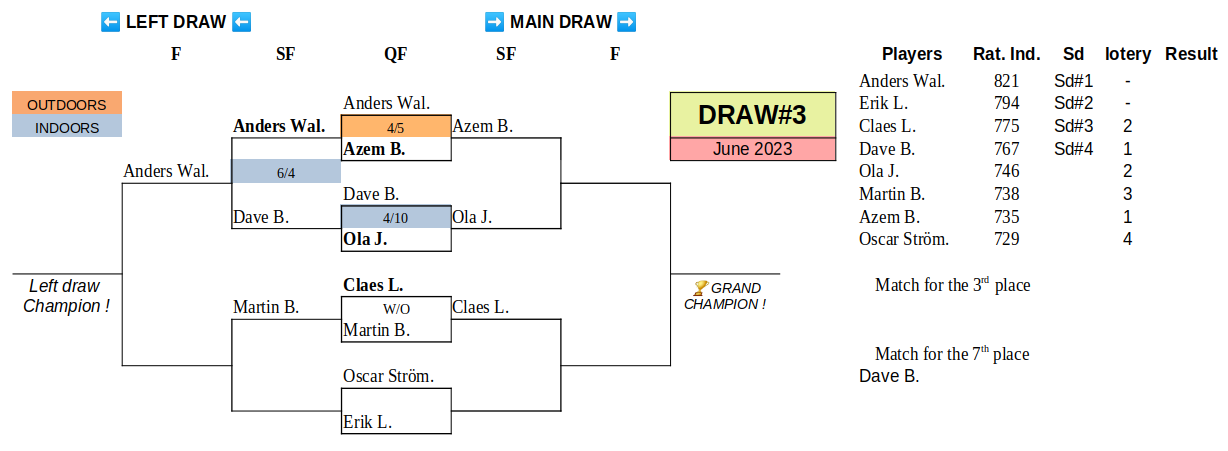 ⬅ LEFT DRAW ⬅ ➡ MAIN DRAW ➡
F SF QF SF F Players Rat. Ind. Sd lotery Result
Anders Wal. 821 Sd#1 -
OUTDOORS Anders Wal. DRAW#3 Erik L. 794 Sd#2 -
INDOORS Anders Wal. 4/5 Azem B. Claes L. 775 Sd#3 2
Azem B. June 2023 Dave B. 767 Sd#4 1
Anders Wal. 6/4 Ola J. 746 2
Dave B. Martin B. 738 3
Dave B. 4/10 Ola J. Azem B. 735 1
Ola J. Oscar Ström. 729 4
Left draw Claes L. 🏆GRAND Match for the 3rd place
Champion ! CHAMPION !
Martin B. W/O Claes L.
Martin B.
Match for the 7th place
Oscar Ström. Dave B.
Erik L.